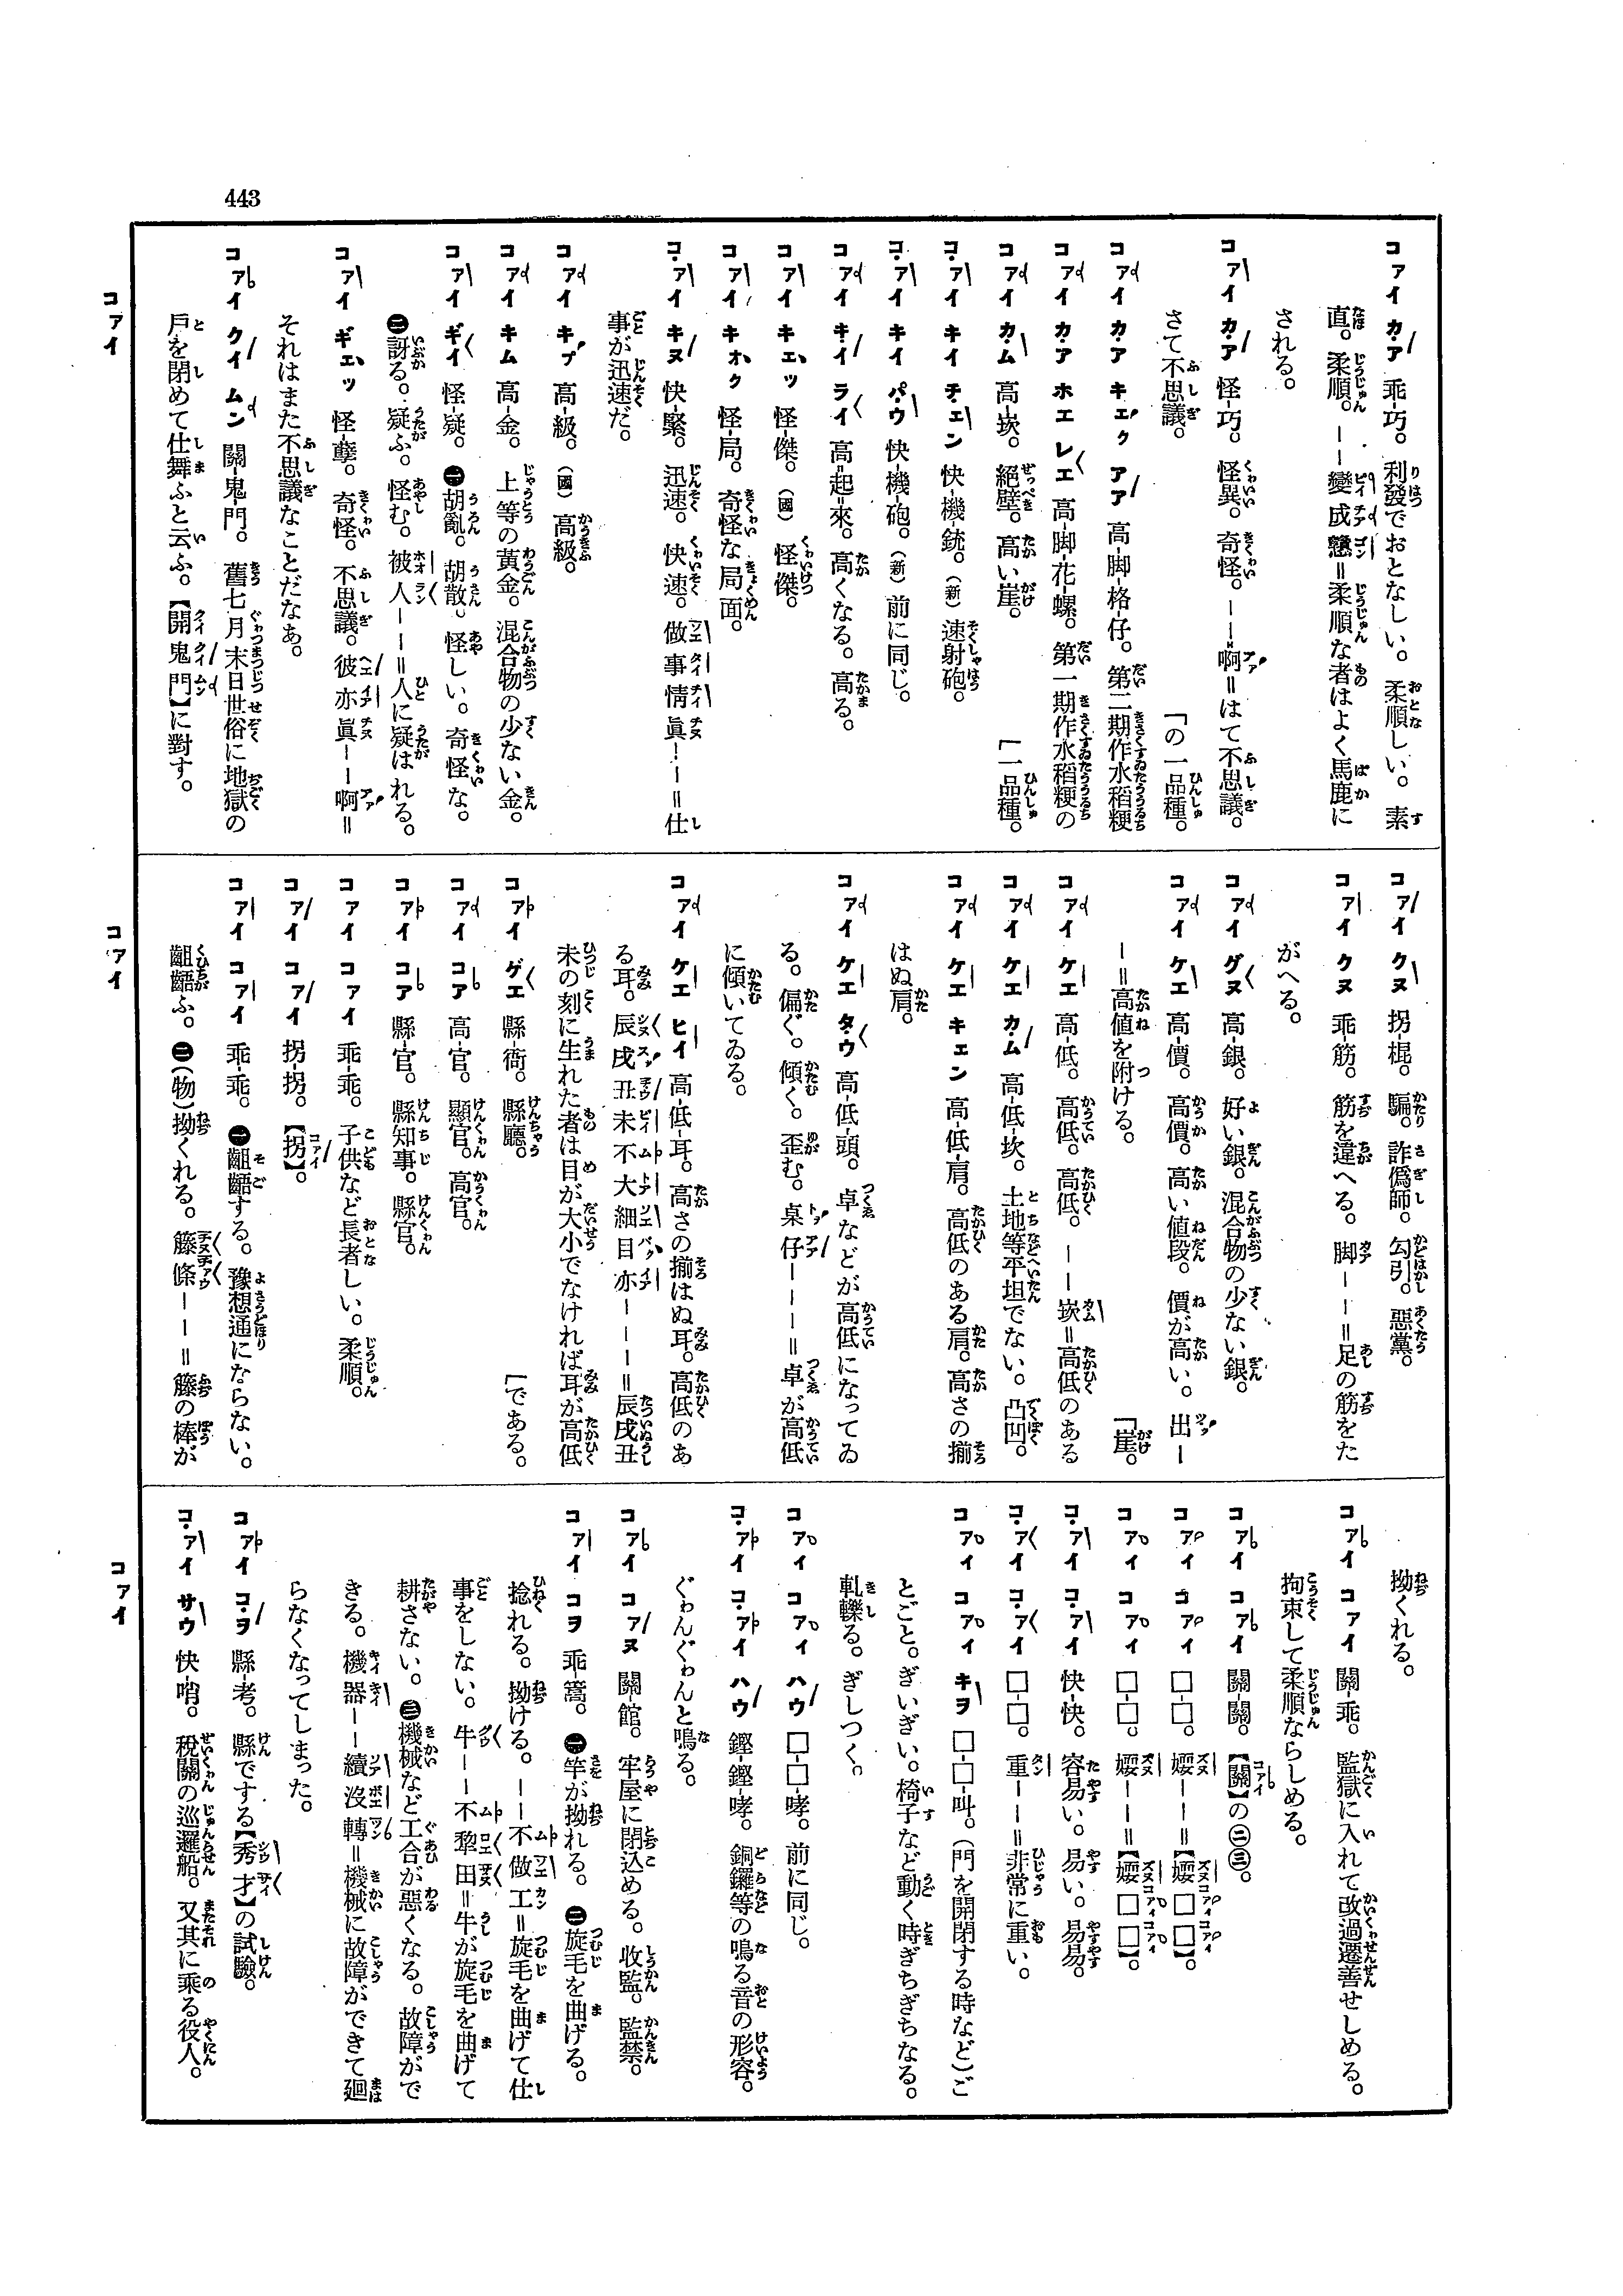 443
コァイ カ・ア 乖-巧。利發でおとなしい。柔順しい。素
直。柔順。――變成戇=柔順な者はよく馬鹿に
される。
コァイ カ・ア 怪-巧。怪異。奇怪。――啊=はて不思議。
さて不思議。 「の一品種。
コァイ カ・ア キェク アア 高-脚-格-仔。第二期作水稻粳
コァイ カ・ア ホエ レエ 高-脚-花-螺。第一期作水稻粳の
コァイ カ・ム 高-崁。絕壁。高い崖。 「一品種。
コ・アイ キイ チ・ェン 快-機-銃。(新)速射砲。
コ・アイ キイ パ・ウ 快-機-砲。(新)前に同じ。
コァイ キ・イ ライ 高=起=來。高くなる。高る。
コァイ キェッ 怪-傑。(國)怪傑。
コァイ キォク 怪-局。奇怪な局面。
コ・アイ キヌ 快-緊。迅速。快速。做事情眞――=仕
事が迅速だ。
コァイ キ・プ 高-級。(國)高級。
コァイ キム 高-金。上等の黃金。混合物の少ない金。
コァイ ギイ 怪-疑。㊀胡亂。胡散。怪しい。奇怪な。
㊁訝る。疑ふ。怪む。被人――=人に疑はれる。
コァイ ギェッ 怪-孽。奇怪。不思議。彼亦眞――啊=
それはまた不思議なことだなあ。
コァイ クイ ムン 關-鬼-門。舊七月末日世俗に地獄の
戶を閉めて仕舞ふと云ふ。【開鬼門】に對す。
コァイ
コァイ クヌ 拐-棍。騙。詐僞師。勾引。惡黨。
コァイ クヌ 乖-筋。筋を違へる。脚――=足の筋をた
がへる。
コァイ グヌ 高-銀。好い銀。混合物の少ない銀。
コァイ ケエ 高-價。高價。高い値段。價が高い。出―
―=高値を附ける。 「崖。
コァイ ケエ 高-低。高低。高低。――崁=高低のある
コァイ ケエ カ・ム 高-低-崁。土地等平坦でない。凸凹。
コァイ ケエ キェン 高-低-肩。高低のある肩。高さの揃
はぬ肩。
コァイ ケエ タ・ウ 高-低-頭。卓などが高低になってゐ
る。偏ぐ。傾く。歪む。桌仔―――=卓が高低
に傾いてゐる。
コァイ ケエ ヒイ 高-低-耳。高さの揃はぬ耳。高低のあ
る耳。辰戌丑未不大細目亦―――=辰戌丑
未の刻に生れた者は目が大小でなければ耳が高低
コァイ ゲエ 縣-衙。縣廳。 「である。
コァイ コア 高-官。顯官。高官。
コァイ コア 縣-官。縣知事。縣官。
コァイ コァイ 乖-乖。子供など長者しい。柔順。
コァイ コァイ 拐-拐。【拐】。
コァイ コァイ 乖-乖。㊀齟齬する。豫想通にならない。
齟齬ふ。㊁(物)拗くれる。籐條――=籐の棒が
コァイ
拗くれる。
コァイ コァイ 關-乖。監獄に入れて改過遷善せしめる。
拘束して柔順ならしめる。
コァイ コァイ 關-關。【關】の㊁㊂。
コァイ コァイ □-□。㜺――=【㜺□□】。
コァイ コァイ □-□。㜺――=【㜺□□】。
コ・アイ コ・アイ 快-快。容易い。易い。易易。
コ・アイ コ・アイ □-□。重――=非常に重い。
コァイ コァイ キヲ □-□-叫。(門を開閉する時など)ご
とごと。ぎいぎい。椅子など動く時ぎちぎちなる。
軋轢る。ぎしつく。
コァイ コァイ ハウ □-□哮。前に同じ。
コ・アイ コ・アイ ハウ 鏗-鏗-哮。銅鑼等の鳴る音の形容。
ぐゎんぐゎんと鳴る。
コァイ コァヌ 關-館。牢屋に閉込める。收監。監禁。
コァイ コヲ 乖-篙。㊀竿が拗れる。㊁旋毛を曲げる。
捻れる。拗ける。――不做工=旋毛を曲げて仕
事をしない。牛――不犂田=牛が旋毛を曲げて
耕さない。㊂機械など工合が惡くなる。故障がで
きる。機器――續沒轉=機械に故障ができて廻
らなくなってしまった。
コァイ コ・ヲ 縣-考。縣でする【秀才】の試驗。
コ・アイ サウ 快-哨。稅關の巡邏船。又其に乘る役人。
コァイ